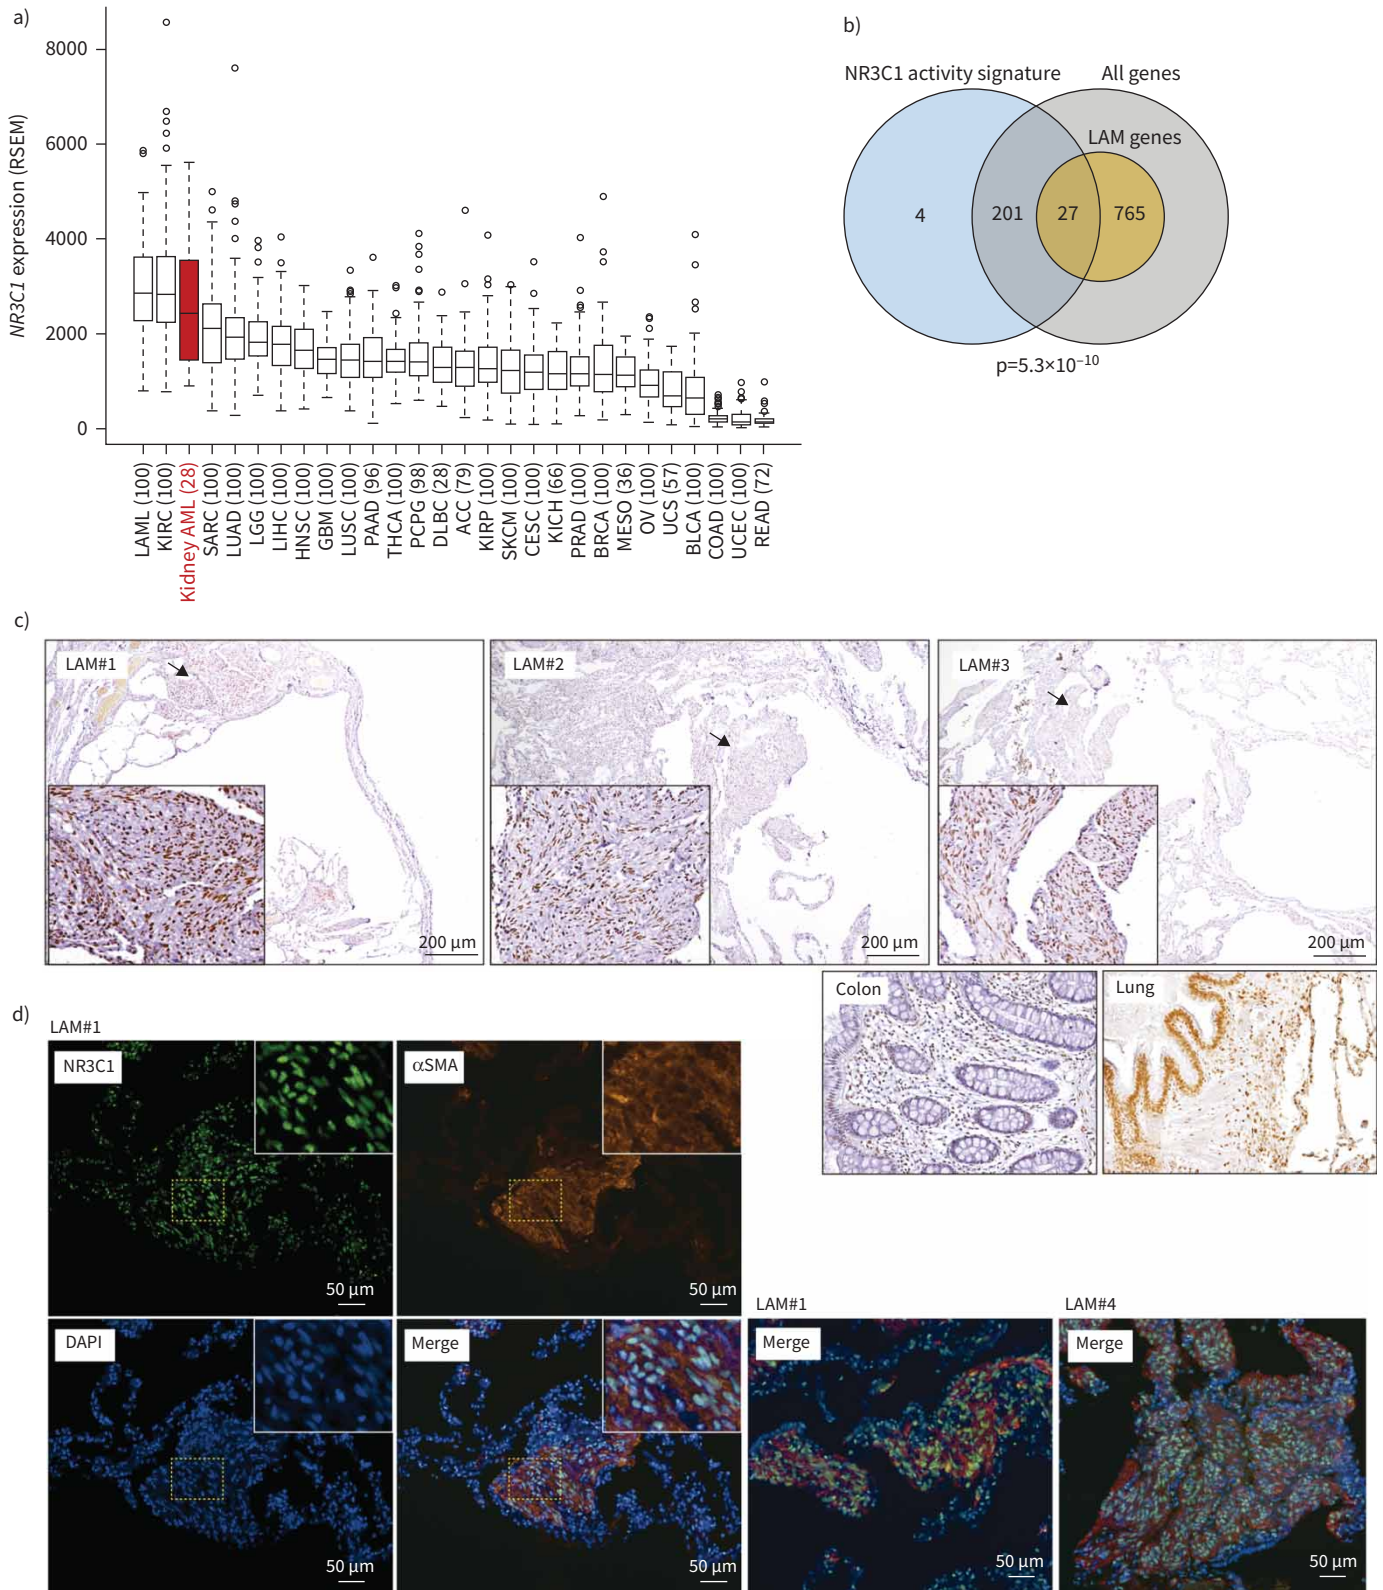 a)
8000
6000
4000
2000
0
NR3C1 expression (RSEM)
LAML (100)
KIRC (100)
Kidney AML (28)
SARC (100)
LUAD (100)
LGG (100)
LIHC (100)
HNSC (100)
GBM (100)
LUSC (100)
PAAD (96)
THCA (100)
PCPG (98)
DLBC (28)
ACC (79)
KIRP (100)
SKCM (100)
CESC (100)
KICH (66)
PRAD (100)
BRCA (100)
MESO (36)
OV (100)
UCS (57)
BLCA (100)
COAD (100)
UCEC (100)
READ (72)
b)
NR3C1 activity signature
All genes
LAM genes
4
201
27
765
p=5.3×10⁻¹⁰
c)
LAM#1
200 μm
LAM#2
200 μm
LAM#3
200 μm
Colon
Lung
d)
LAM#1
NR3C1
50 μm
αSMA
50 μm
DAPI
50 μm
Merge
50 μm
LAM#1
Merge
50 μm
LAM#4
Merge
50 μm